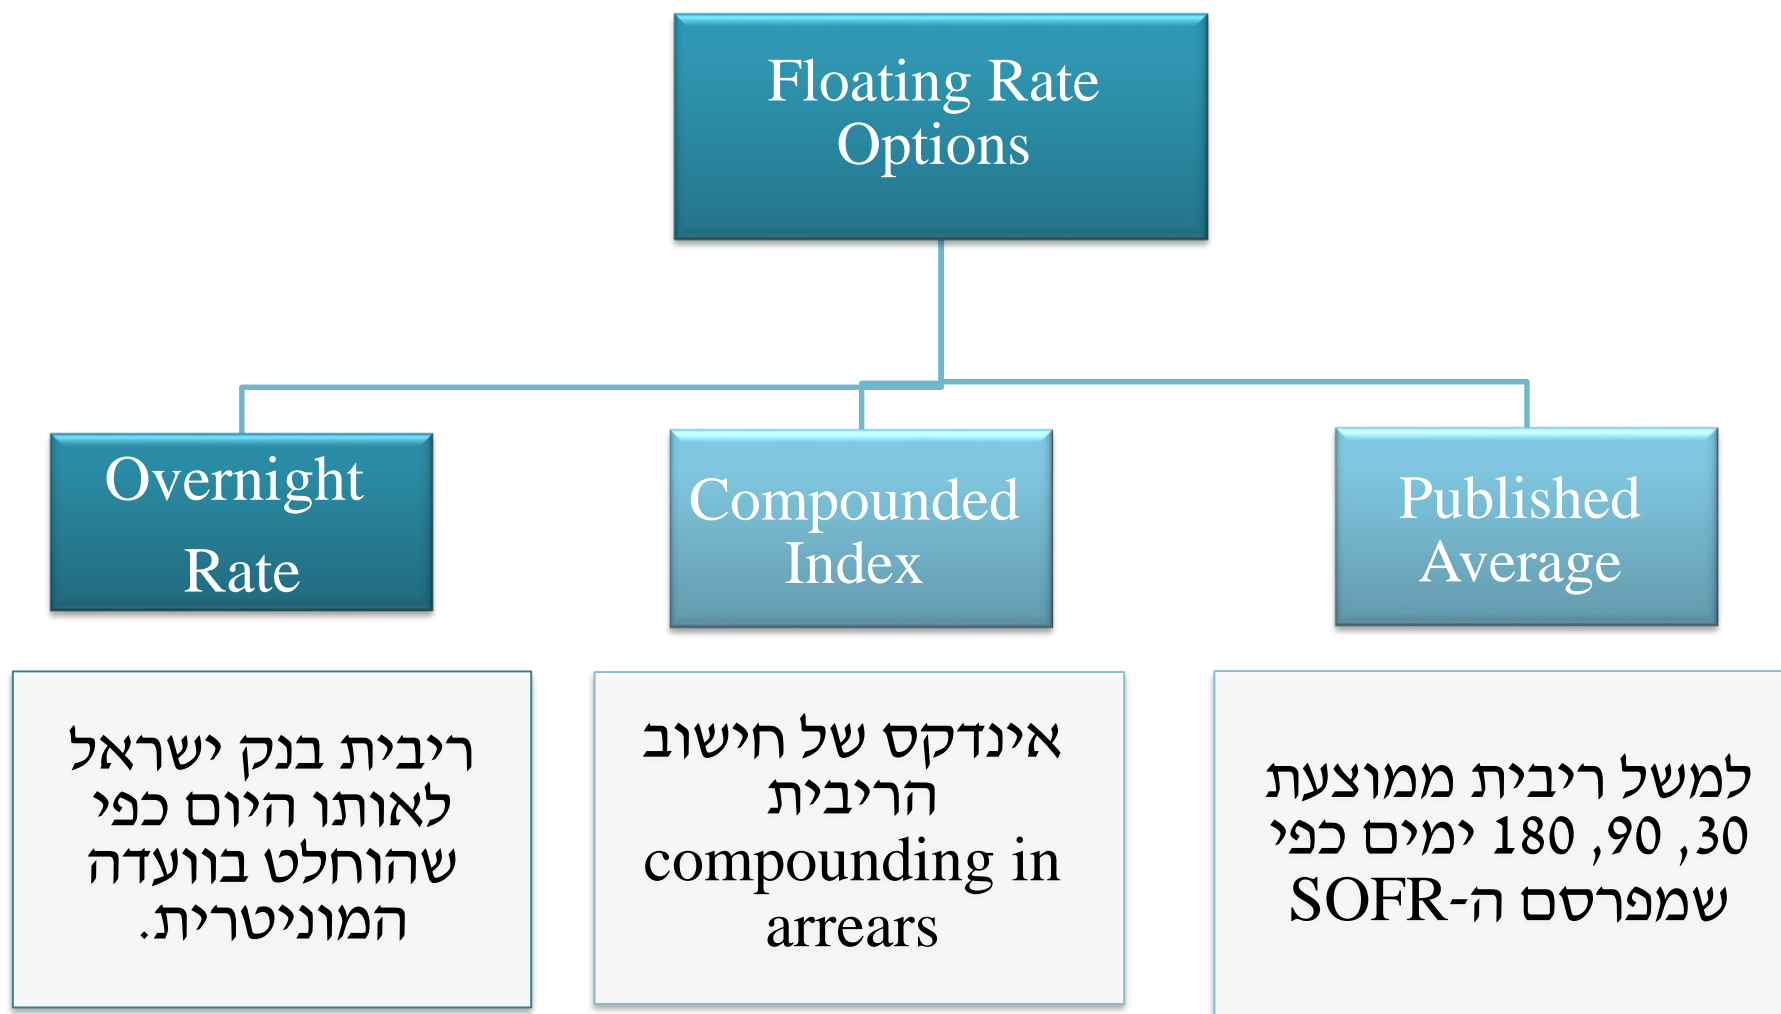 Floating Rate
Options
Overnight
Rate
Compounded
Index
Published
Average
ריבית בנק ישראל
לאותו היום כפי
שהוחלט בוועדה
המוניטרית.
אינדקס של חישוב
הריבית
compounding in
arrears
למשל ריבית ממוצעת
30, 90, 180 ימים כפי
שמפרסם ה-SOFR